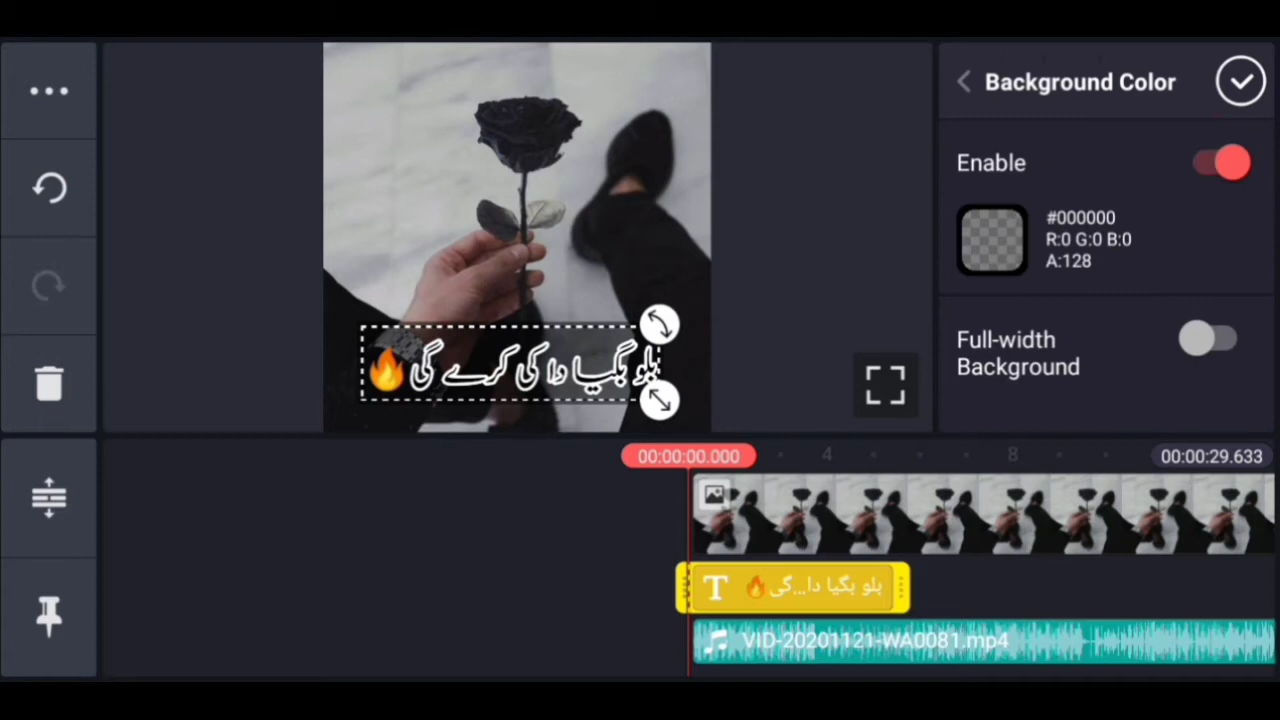 Background Color
Enable
#000000
R:0 G:0 B:0
A:128
Full-width
Background
بلو بگیا دا کی کرے گی🔥
00:00:00.000
4
8
00:00:29.633
T
بلو بگیا دا...گی🔥
VID-20201121-WA0081.mp4